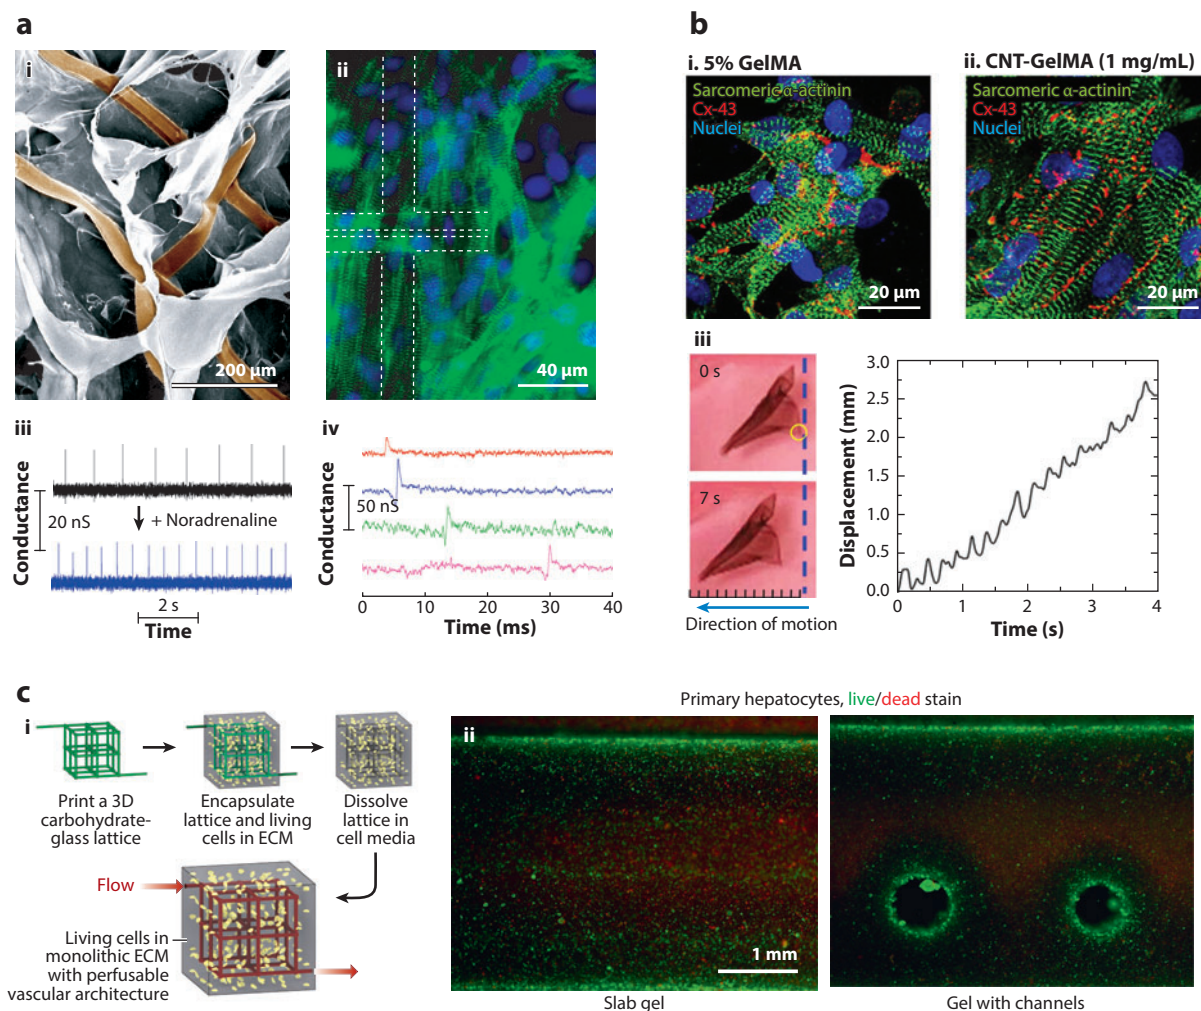 a
i
200 µm
ii
40 µm
iii
Conductance
20 nS
+ Noradrenaline
2 s
Time
iv
Conductance
50 nS
0 10 20 30 40
Time (ms)
b
i. 5% GelMA
Sarcomeric α-actinin
Cx-43
Nuclei
20 µm
ii. CNT-GelMA (1 mg/mL)
Sarcomeric α-actinin
Cx-43
Nuclei
20 µm
iii
0 s
7 s
Direction of motion
Displacement (mm)
3.0
2.5
2.0
1.5
1.0
0.5
0.0
0 1 2 3 4
Time (s)
c
i
Print a 3D
carbohydrate-
glass lattice
Encapsulate
lattice and living
cells in ECM
Dissolve
lattice in
cell media
Flow
Living cells in
monolithic ECM
with perfusable
vascular architecture
Primary hepatocytes, live/dead stain
ii
1 mm
Slab gel
Gel with channels